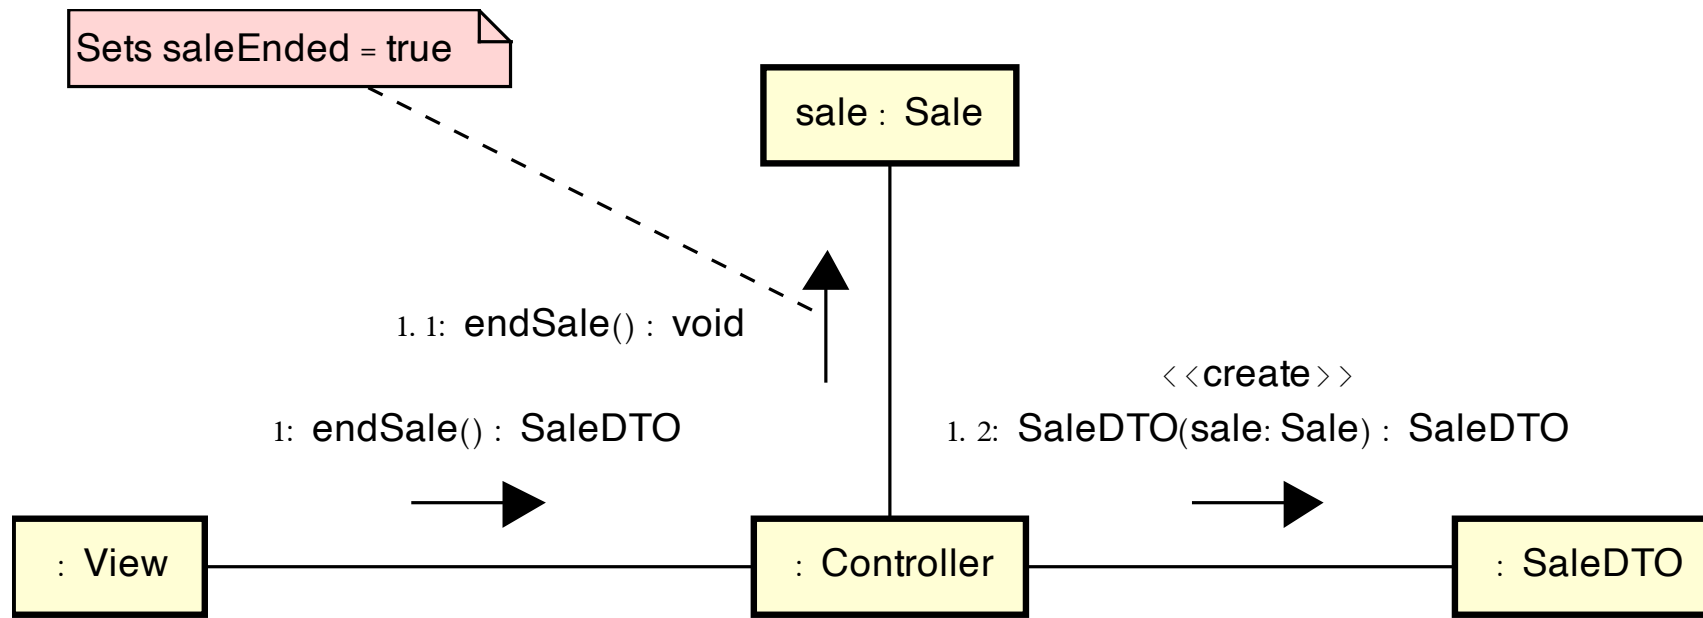 Sets saleEnded = true
sale : Sale
1. 1: endSale() : void
<<create>>
1: endSale() : SaleDTO
1. 2: SaleDTO(sale: Sale) : SaleDTO
: View
: Controller
: SaleDTO